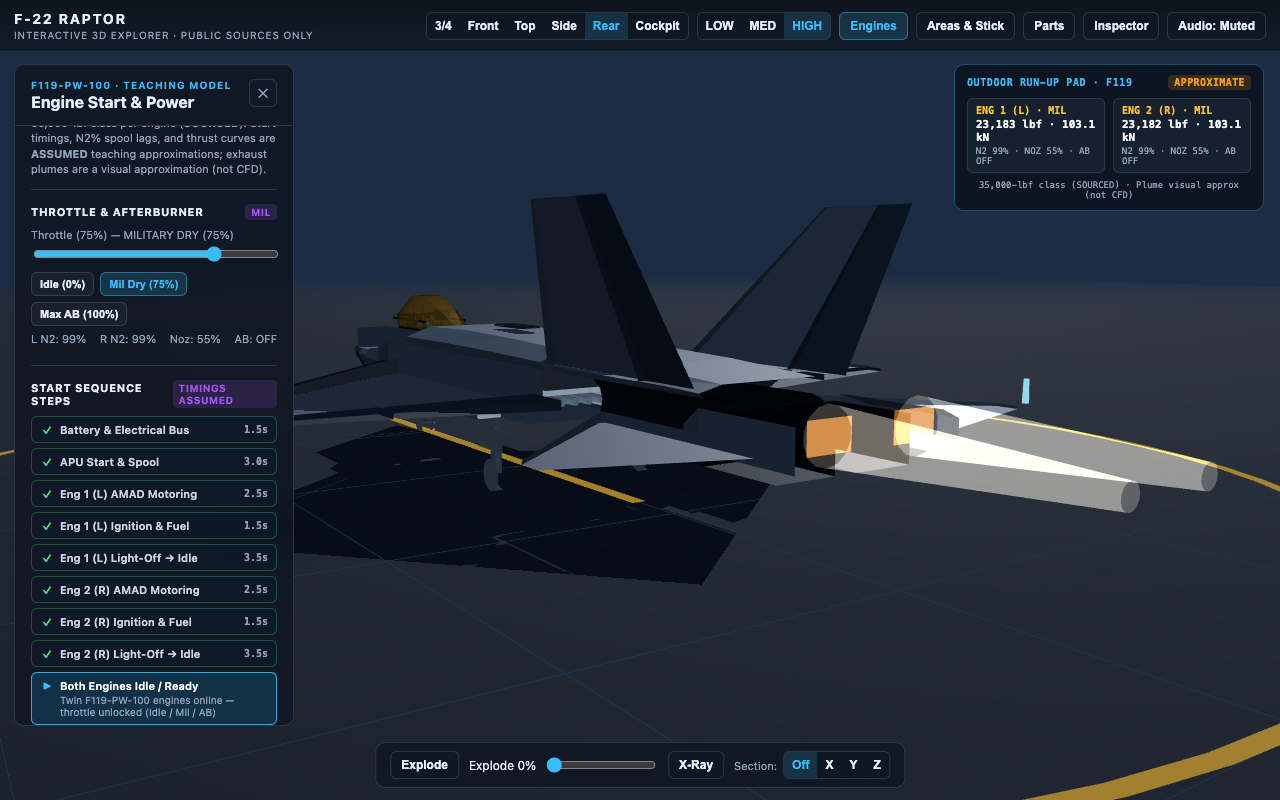 F-22 RAPTOR
INTERACTIVE 3D EXPLORER · PUBLIC SOURCES ONLY
3/4 Front Top Side Rear Cockpit
LOW MED HIGH
Engines
Areas & Stick
Parts
Inspector
Audio: Muted
F119-PW-100 · TEACHING MODEL
Engine Start & Power
timings, N2% spool lags, and thrust curves are
ASSUMED teaching approximations; exhaust
plumes are a visual approximation (not CFD).
THROTTLE & AFTERBURNER MIL
Throttle (75%) — MILITARY DRY (75%)
Idle (0%) Mil Dry (75%)
Max AB (100%)
L N2: 99% R N2: 99% Noz: 55% AB: OFF
START SEQUENCE
STEPS
TIMINGS
ASSUMED
✓ Battery & Electrical Bus 1.5s
✓ APU Start & Spool 3.0s
✓ Eng 1 (L) AMAD Motoring 2.5s
✓ Eng 1 (L) Ignition & Fuel 1.5s
✓ Eng 1 (L) Light-Off → Idle 3.5s
✓ Eng 2 (R) AMAD Motoring 2.5s
✓ Eng 2 (R) Ignition & Fuel 1.5s
✓ Eng 2 (R) Light-Off → Idle 3.5s
▶ Both Engines Idle / Ready
Twin F119-PW-100 engines online —
throttle unlocked (Idle / Mil / AB)
OUTDOOR RUN-UP PAD · F119 APPROXIMATE
ENG 1 (L) · MIL
23,183 lbf · 103.1
kN
N2 99% · NOZ 55% · AB
OFF
ENG 2 (R) · MIL
23,182 lbf · 103.1
kN
N2 99% · NOZ 55% · AB
OFF
35,000-lbf class (SOURCED) · Plume visual approx
(not CFD)
Explode Explode 0% X-Ray Section: Off X Y Z